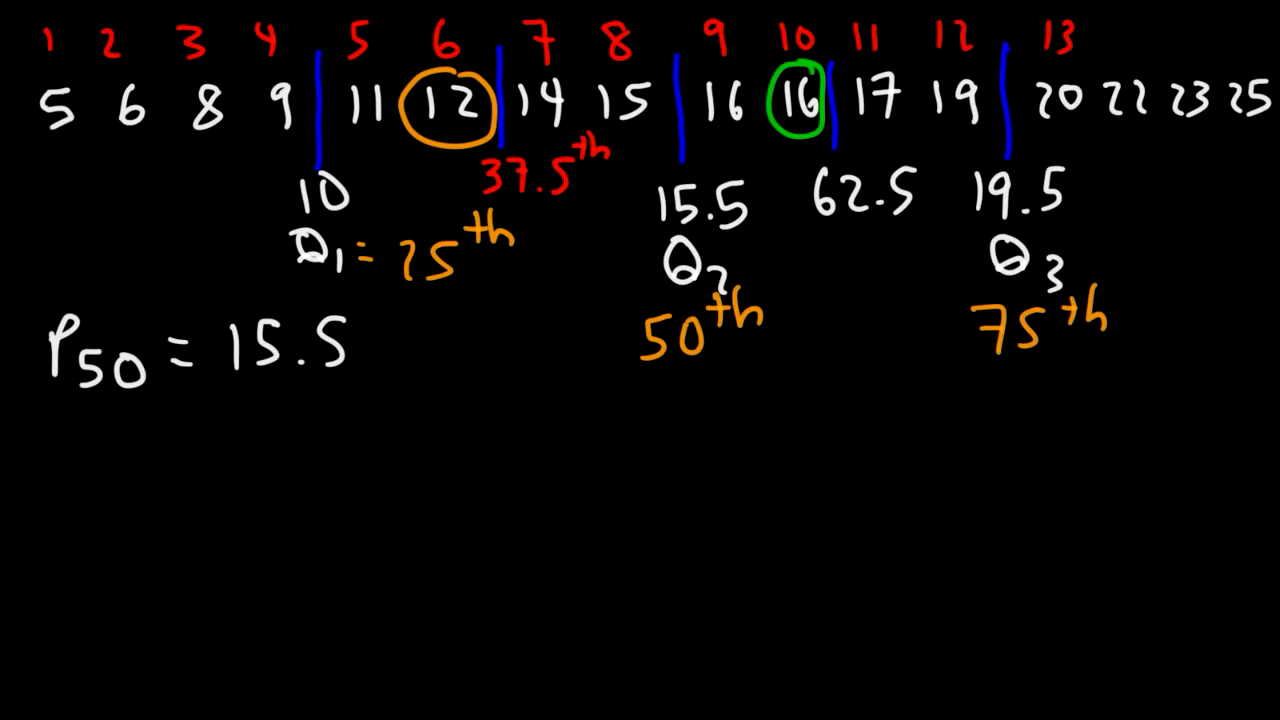 1 2 3 4 5 6 7 8 9 10 11 12 13
5 6 8 9 11 12 14 15 16 16 17 19 20 22 23 25
37.5th
10 15.5 62.5 19.5
Q1 = 25th Q2 Q3
50th 75th
P50 = 15.5